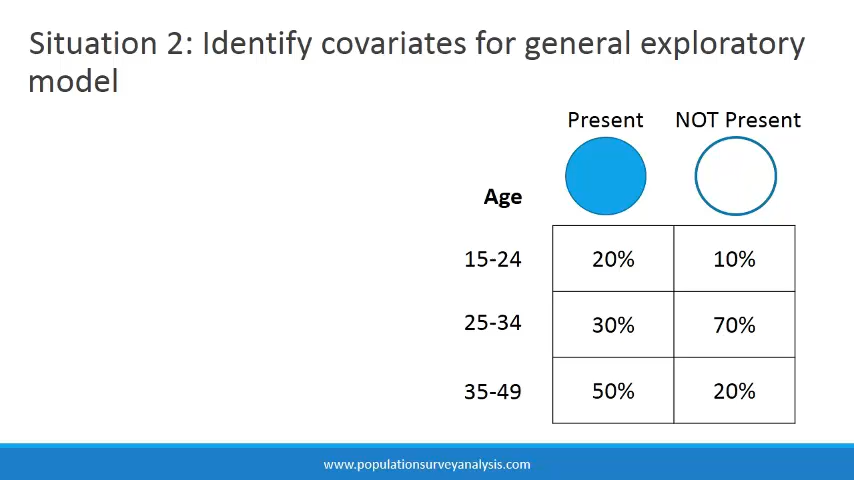 Situation 2: Identify covariates for general exploratory
model
Present NOT Present
Age
15-24 20% 10%
25-34 30% 70%
35-49 50% 20%
www.populationsurveyanalysis.com